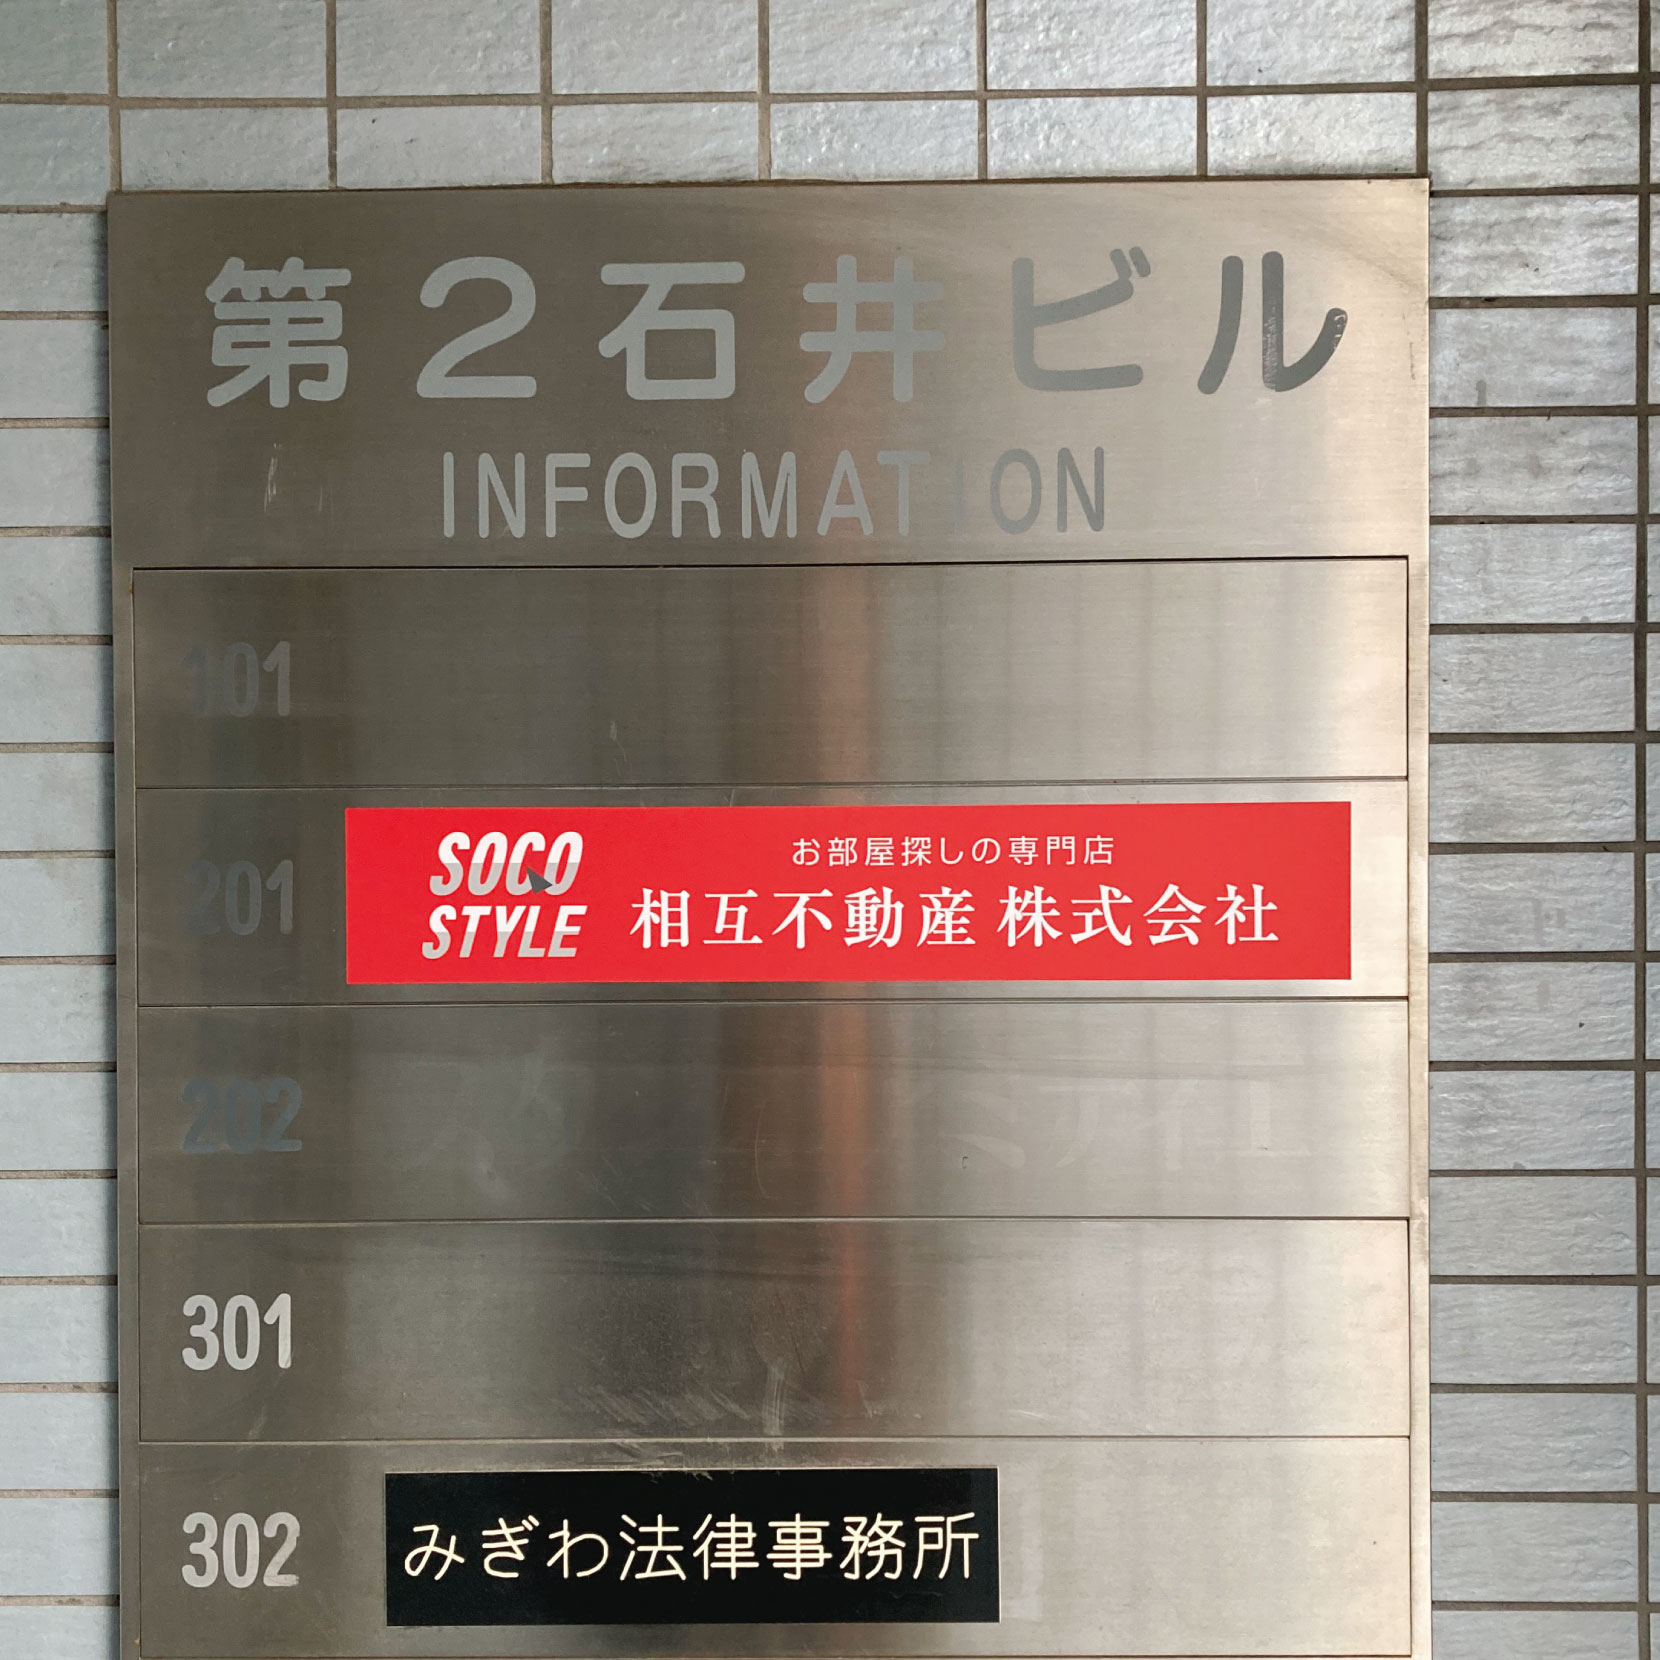 第2石井ビル
INFORMATION
101
201
SOCO
STYLE
お部屋探しの専門店
相互不動産 株式会社
202
301
302 みぎわ法律事務所